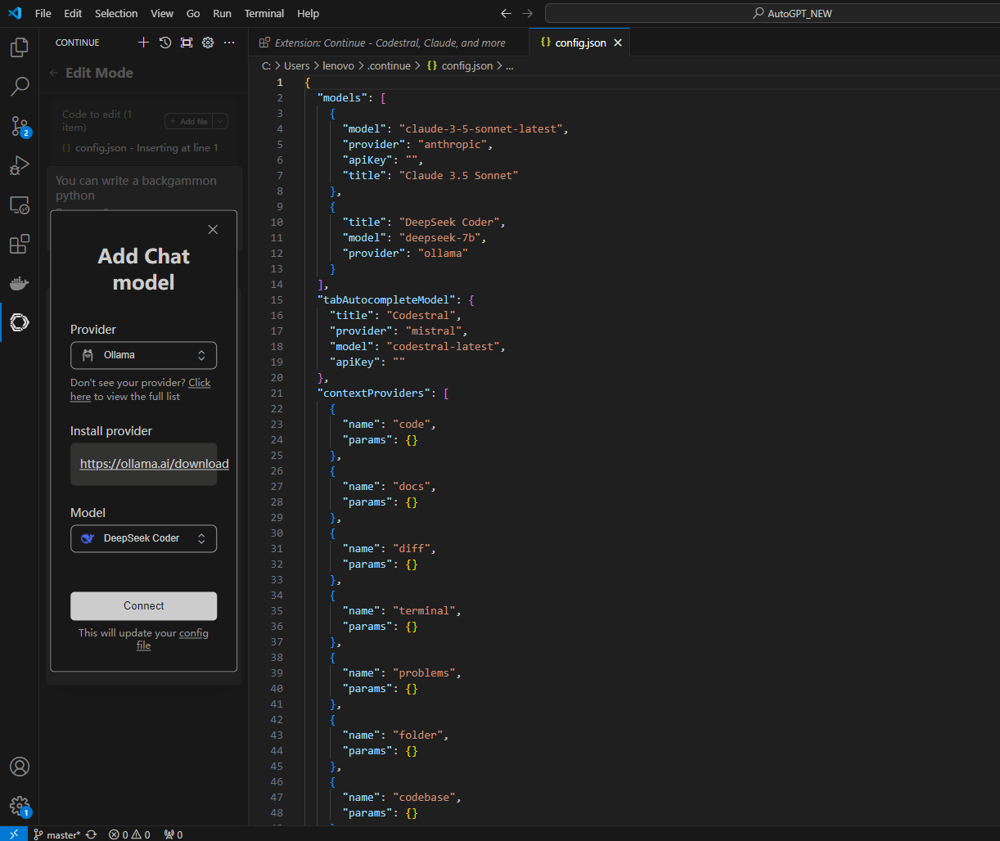 File Edit Selection View Go Run Terminal Help
AutoGPT_NEW
CONTINUE
Edit Mode
Code to edit (1
item)
+ Add file
{} config.json - Inserting at line 1
You can write a backgammon
python
Add Chat
model
Provider
Ollama
Don't see your provider? Click
here to view the full list
Install provider
https://ollama.ai/download
Model
DeepSeek Coder
Connect
This will update your config
file
Extension: Continue - Codestral, Claude, and more
{} config.json
C: > Users > lenovo > .continue > {} config.json > ...
1 {
2 "models": [
3 {
4 "model": "claude-3-5-sonnet-latest",
5 "provider": "anthropic",
6 "apiKey": "",
7 "title": "Claude 3.5 Sonnet"
8 },
9 {
10 "title": "DeepSeek Coder",
11 "model": "deepseek-7b",
12 "provider": "ollama"
13 }
14 ],
15 "tabAutocompleteModel": {
16 "title": "Codestral",
17 "provider": "mistral",
18 "model": "codestral-latest",
19 "apiKey": ""
20 },
21 "contextProviders": [
22 {
23 "name": "code",
24 "params": {}
25 },
26 {
27 "name": "docs",
28 "params": {}
29 },
30 {
31 "name": "diff",
32 "params": {}
33 },
34 {
35 "name": "terminal",
36 "params": {}
37 },
38 {
39 "name": "problems",
40 "params": {}
41 },
42 {
43 "name": "folder",
44 "params": {}
45 },
46 {
47 "name": "codebase",
48 "params": {}
2
1
master* 0 0 0